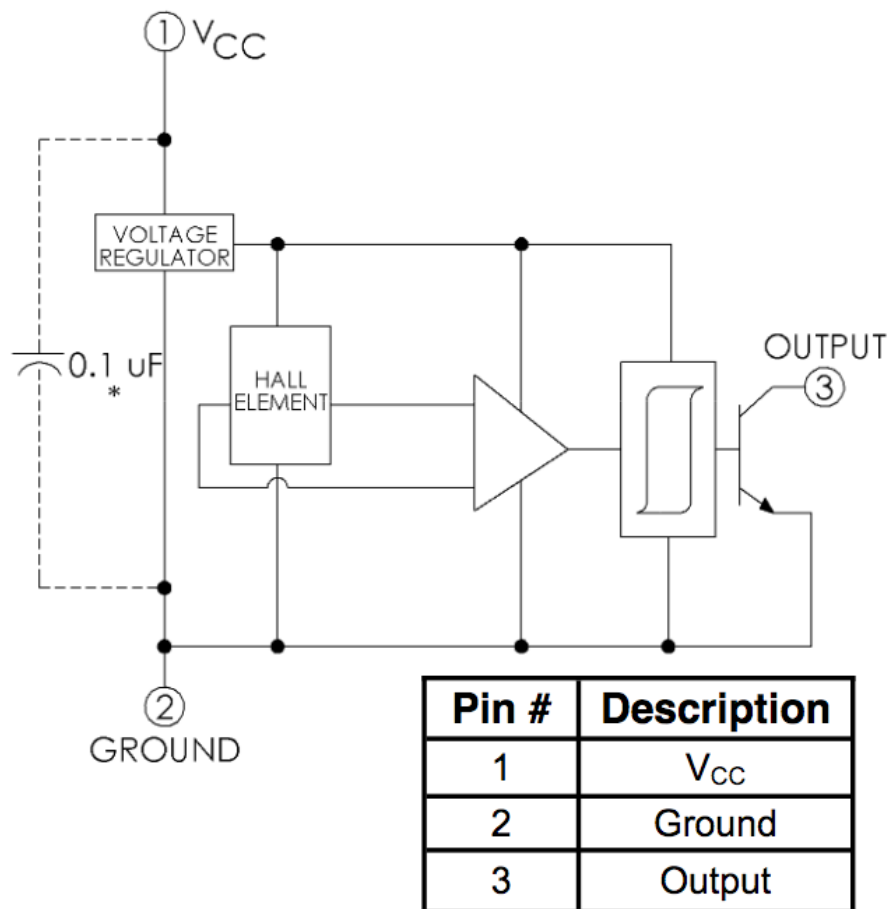 1 VCC
VOLTAGE
REGULATOR
0.1 uF
*
HALL
ELEMENT
OUTPUT
3
2
GROUND
Pin # Description
1 VCC
2 Ground
3 Output